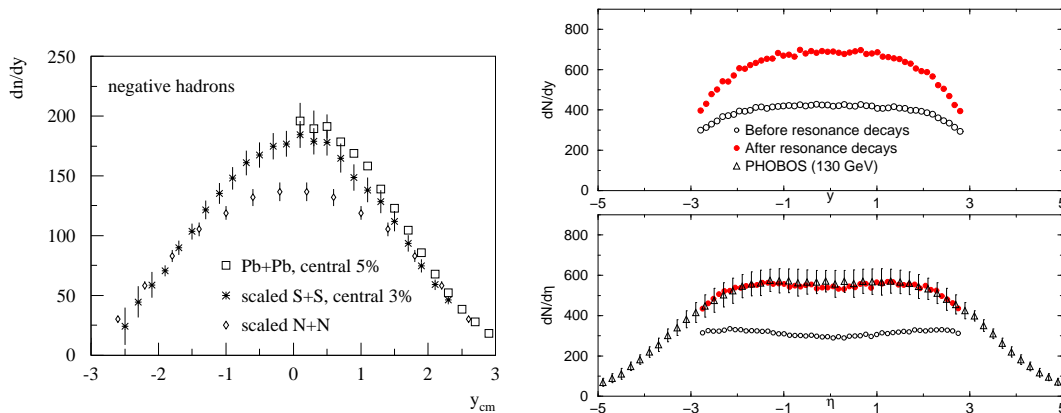 dn/dy
250
200
150
100
50
0
negative hadrons
Pb+Pb, central 5%
scaled S+S, central 3%
scaled N+N
-3 -2 -1 0 1 2 3
y_cm
dN/dy
800
600
400
200
0
Before resonance decays
After resonance decays
PHOBOS (130 GeV)
−5 −3 −1 1 3 5
y
dN/dη
800
600
400
200
0
−5 −3 −1 1 3 5
η